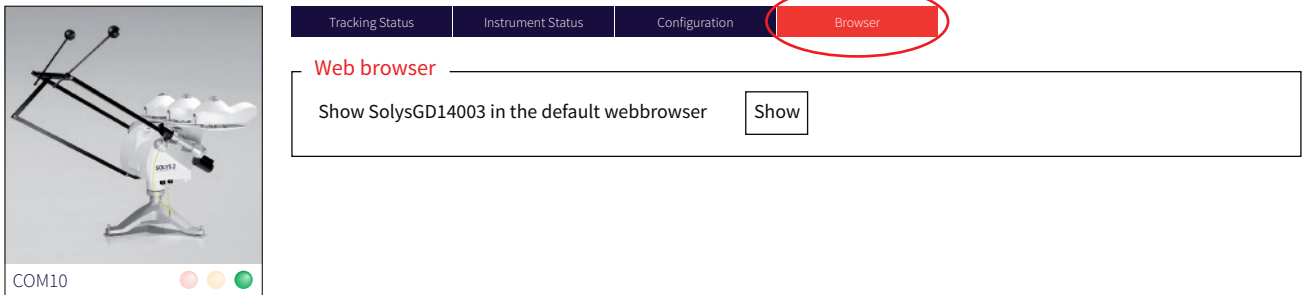 Tracking Status
Instrument Status
Configuration
Browser
Web browser
Show SolysGD14003 in the default webbrowser
Show
SOLYS 2
COM10